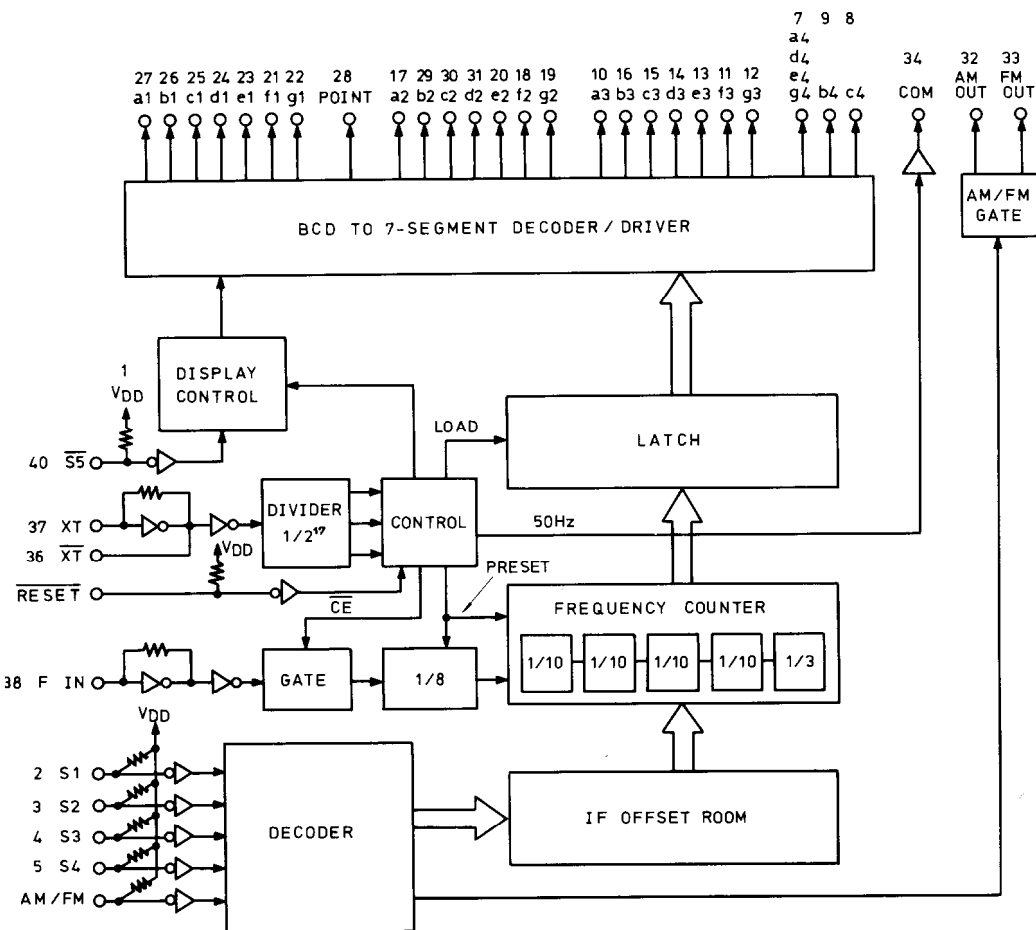 7 9 8
a4
27 26 25 24 23 21 22 28 17 29 30 31 20 18 19 10 16 15 14 13 11 12 d4 34 32 33
e4 AM FM
a1 b1 c1 d1 e1 f1 g1 POINT a2 b2 c2 d2 e2 f2 g2 a3 b3 c3 d3 e3 f3 g3 g4 b4 c4 COM OUT OUT
BCD TO 7-SEGMENT DECODER / DRIVER
AM/FM
GATE
1
VDD
DISPLAY
CONTROL
40 S5
LOAD
LATCH
37 XT
36 XT
DIVIDER
1/2¹⁷
CONTROL
50Hz
VDD
RESET
CE
PRESET
FREQUENCY COUNTER
1/10 1/10 1/10 1/10 1/3
38 F IN
GATE
1/8
VDD
2 S1
3 S2
4 S3
5 S4
AM/FM
DECODER
IF OFFSET ROOM